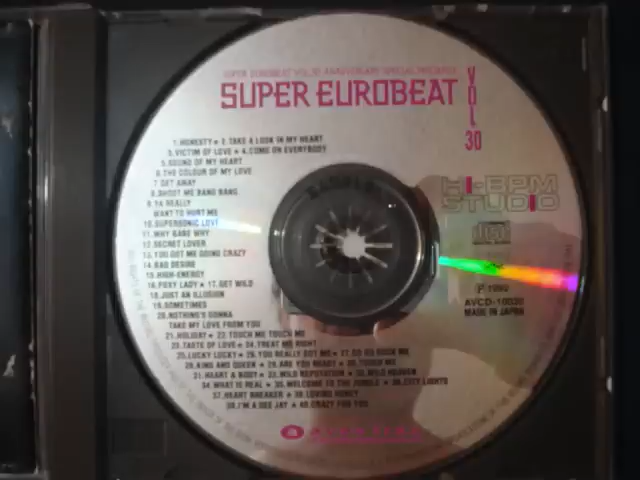 SUPER EUROBEAT VOL.30 ANNIVERSARY SPECIAL MEGAMIX
SUPER EUROBEAT VOL 30
1.HONESTY★ 2.TAKE A LOOK IN MY HEART
3.VICTIM OF LOVE★ 4.COME ON EVERYBODY
5.SOUND OF MY HEART
6.THE COLOUR OF MY LOVE
7.GET AWAY
8.SHOOT ME BANG BANG
9.YA REALLY
WANT TO HURT ME
10.SUPERSONIC LOVE
11.WHY BABE WHY
12.SECRET LOVER
13.YOU GOT ME GOING CRAZY
14.BAD DESIRE
15.HIGH-ENERGY
16.FOXY LADY★ 17.GET WILD
18.JUST AN ILLUSION
19.SOMETIMES
20.NOTHING'S GONNA
TAKE MY LOVE FROM YOU
21.HOLIDAY★ 22.TOUCH ME TOUCH ME
23.TASTE OF LOVE★ 24.TREAT ME RIGHT
25.LUCKY LUCKY★ 26.YOU REALLY GOT ME★ 27.GO GO ROCK ME
28.KING AND QUEEN★ 29.ARE YOU READY★ 30.TOUCH ME
31.HEART & BODY★ 32.WILD REPUTATION★ 33.WILD HEAVEN
34.WHAT IS REAL★ 35.WELCOME TO THE JUNGLE★ 36.CITY LIGHTS
37.HEART BREAKER★ 38.LOVING HONEY
39.I'M A DEE JAY★ 40.CRAZY FOR YOU
HI-BPM
STUDIO
COMPACT
disc
DIGITAL AUDIO
Ⓟ 1992
AVCD-10030
MADE IN JAPAN
avex trax